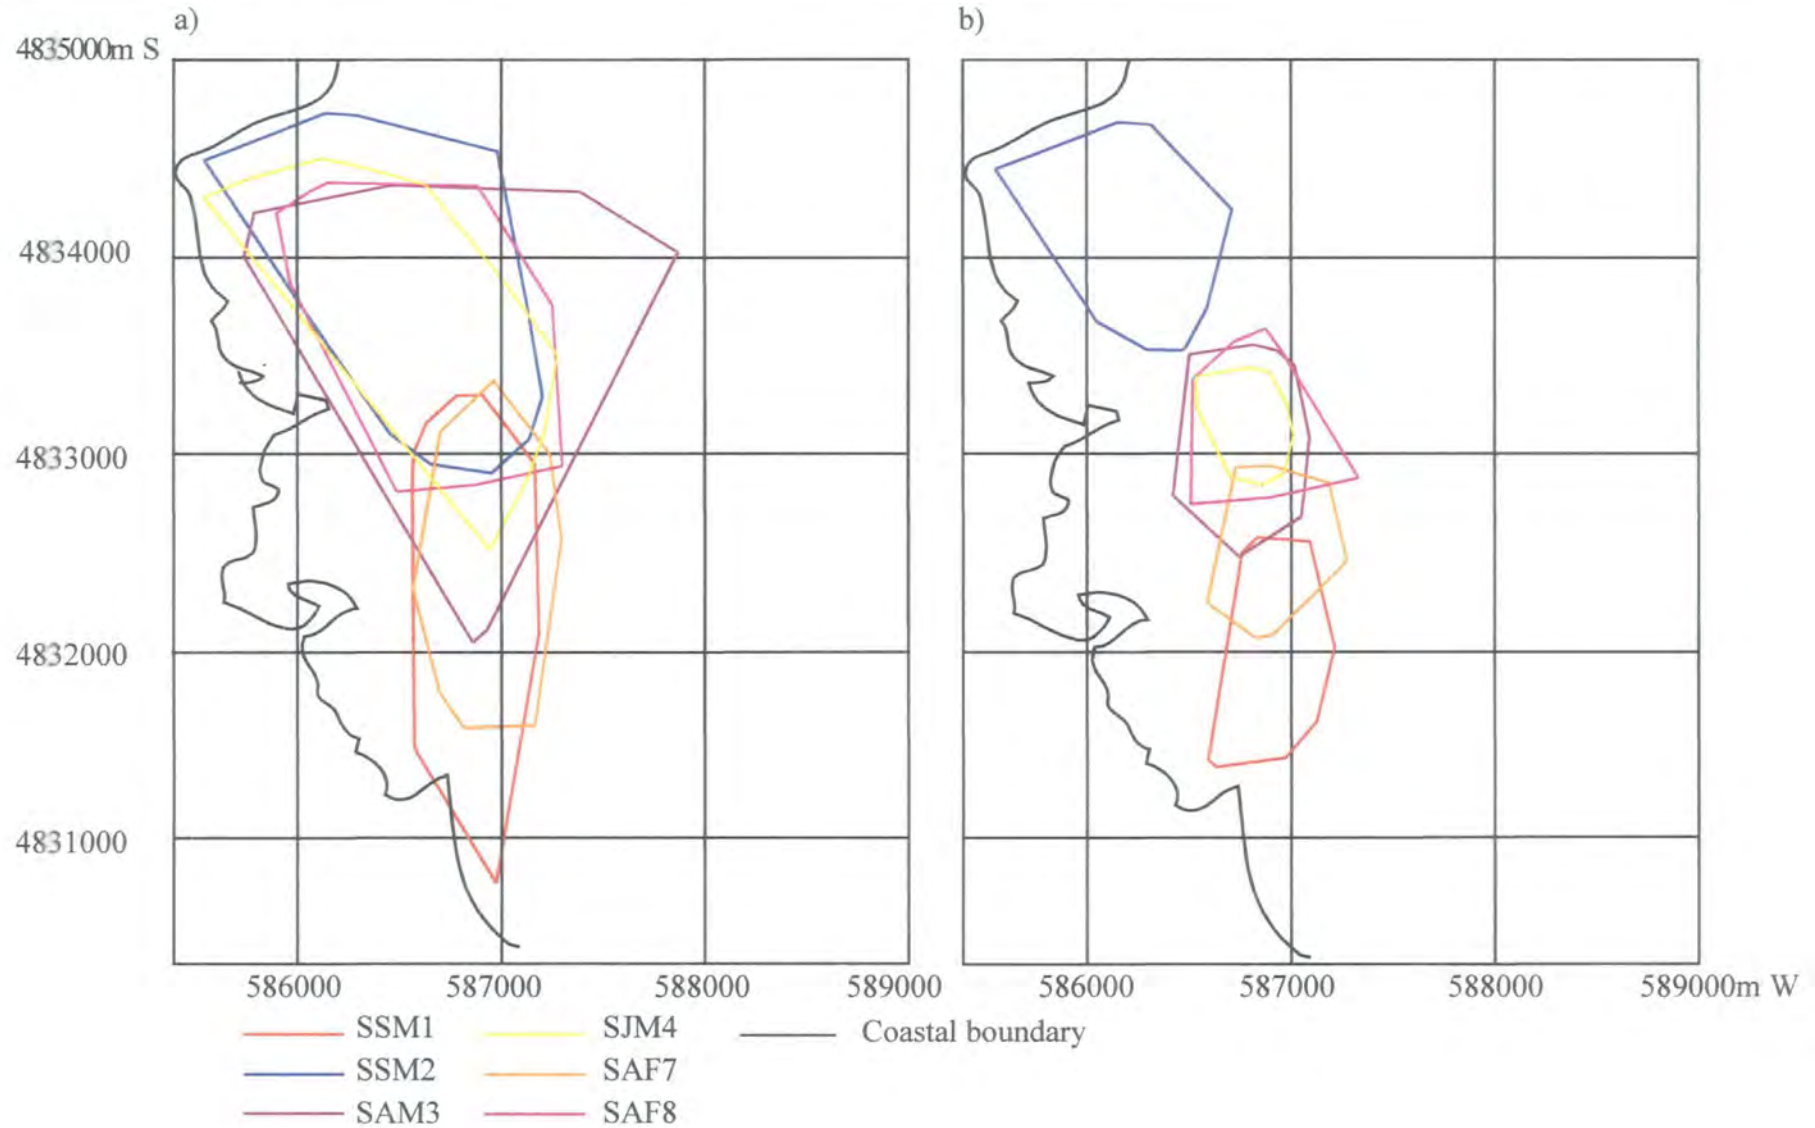 a) b)
4835000m S
4834000
4833000
4832000
4831000
586000 587000 588000 589000 586000 587000 588000 589000m W
SSM1 SJM4 Coastal boundary
SSM2 SAF7
SAM3 SAF8